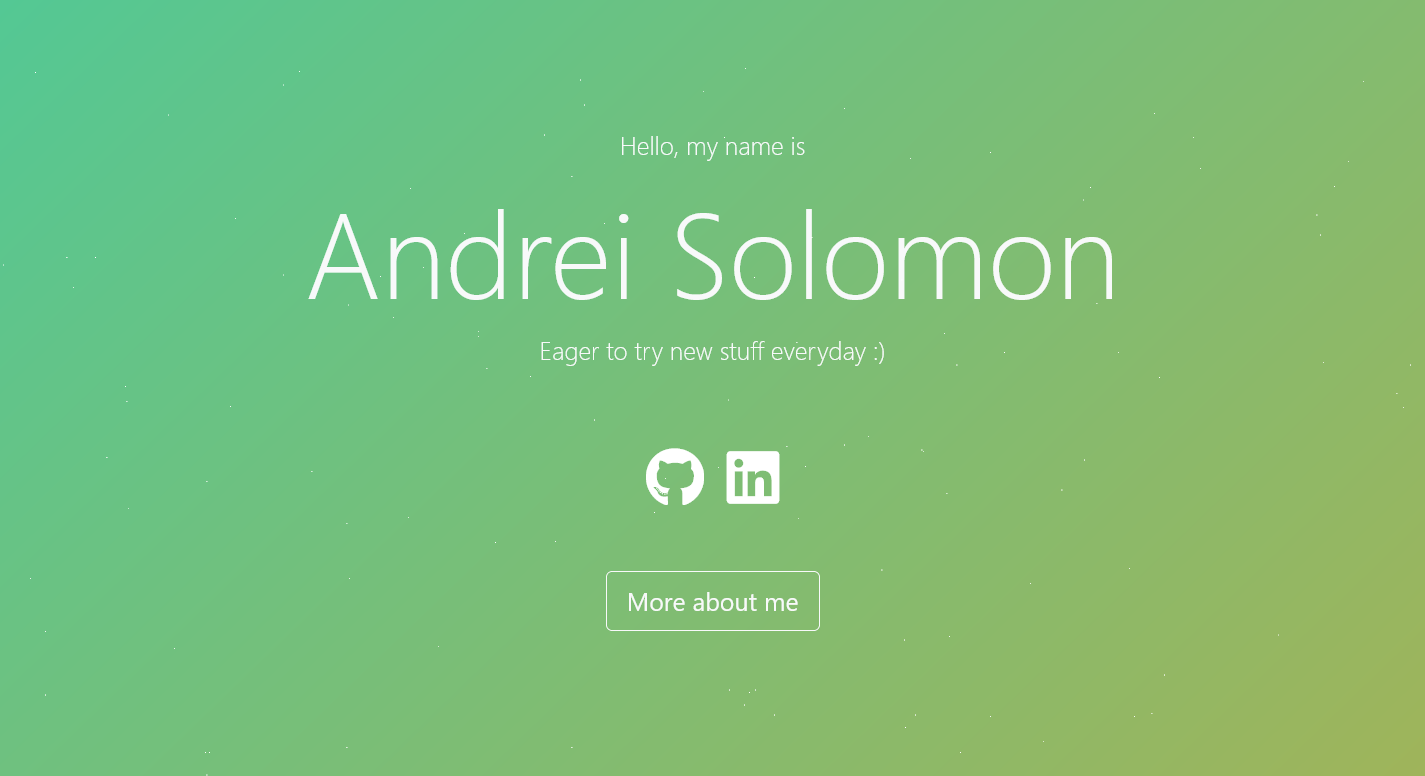 Hello, my name is
Andrei Solomon
Eager to try new stuff everyday :)
in
More about me